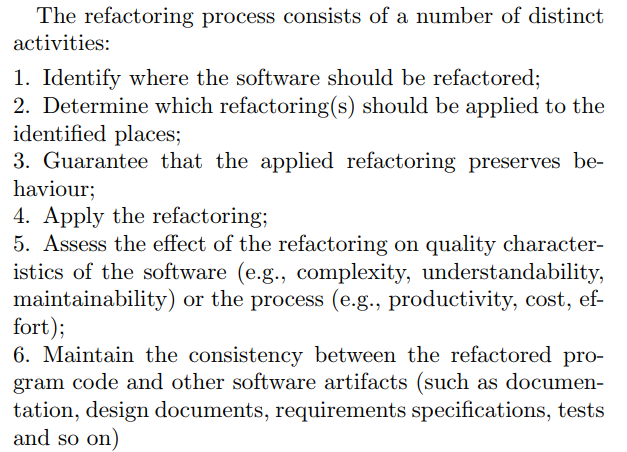 The refactoring process consists of a number of distinct
activities:
1. Identify where the software should be refactored;
2. Determine which refactoring(s) should be applied to the
identified places;
3. Guarantee that the applied refactoring preserves be-
haviour;
4. Apply the refactoring;
5. Assess the effect of the refactoring on quality character-
istics of the software (e.g., complexity, understandability,
maintainability) or the process (e.g., productivity, cost, ef-
fort);
6. Maintain the consistency between the refactored pro-
gram code and other software artifacts (such as documen-
tation, design documents, requirements specifications, tests
and so on)